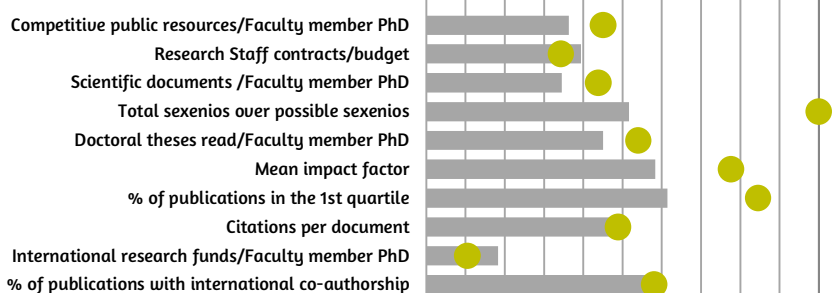 Competitive public resources/Faculty member PhD
Research Staff contracts/budget
Scientific documents /Faculty member PhD
Total sexenios over possible sexenios
Doctoral theses read/Faculty member PhD
Mean impact factor
% of publications in the 1st quartile
Citations per document
International research funds/Faculty member PhD
% of publications with international co-authorship